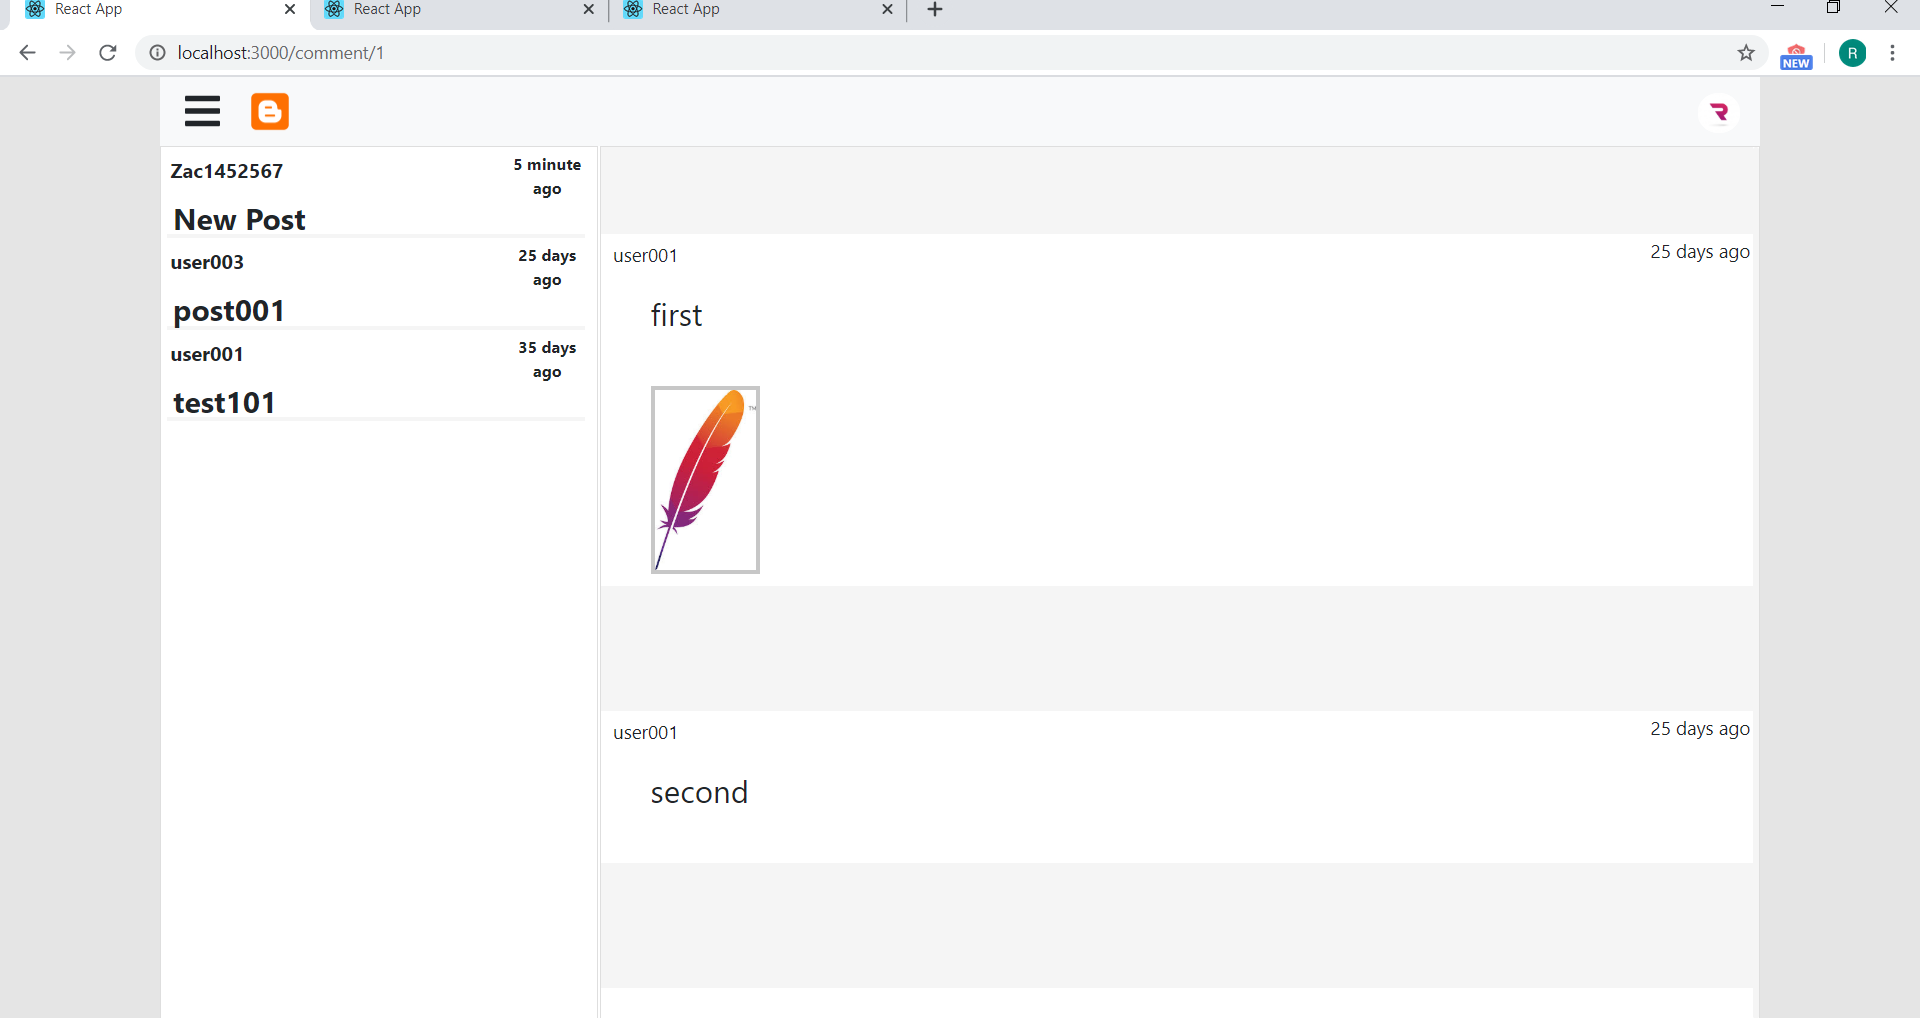 React App
React App
React App
localhost:3000/comment/1
NEW
R
Zac1452567
5 minute
ago
New Post
user003
25 days
ago
post001
user001
35 days
ago
test101
user001
25 days ago
first
TM
user001
25 days ago
second